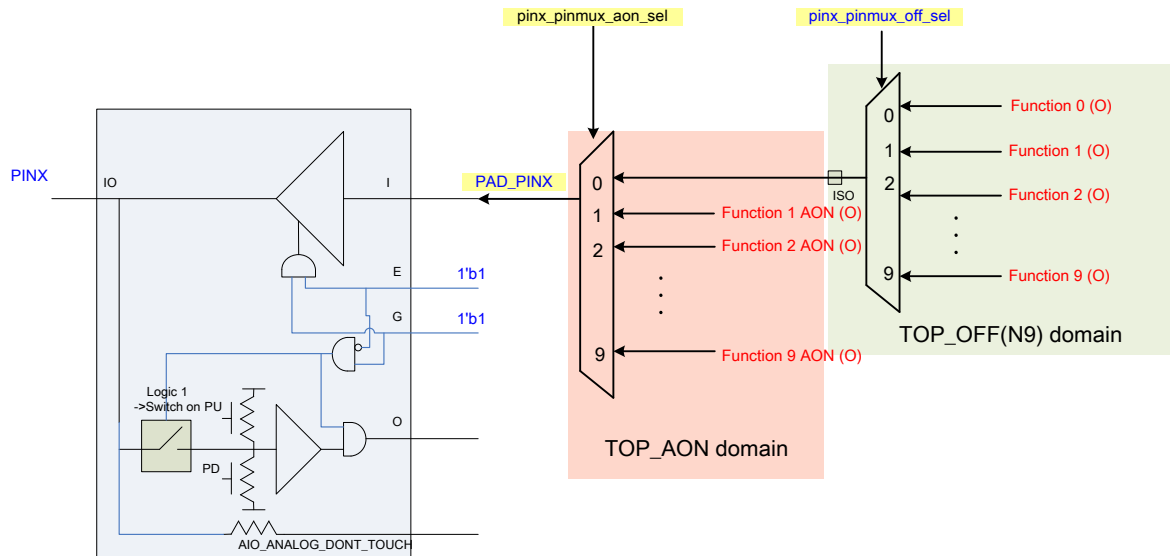 pinx_pinmux_aon_sel
pinx_pinmux_off_sel
0
1
2
9
Function 0 (O)
Function 1 (O)
Function 2 (O)
Function 9 (O)
ISO
TOP_OFF(N9) domain
0
1
2
9
Function 1 AON (O)
Function 2 AON (O)
Function 9 AON (O)
TOP_AON domain
PINX
IO
I
PAD_PINX
E
1'b1
G
1'b1
Logic 1
->Switch on PU
O
PD
AIO_ANALOG_DONT_TOUCH